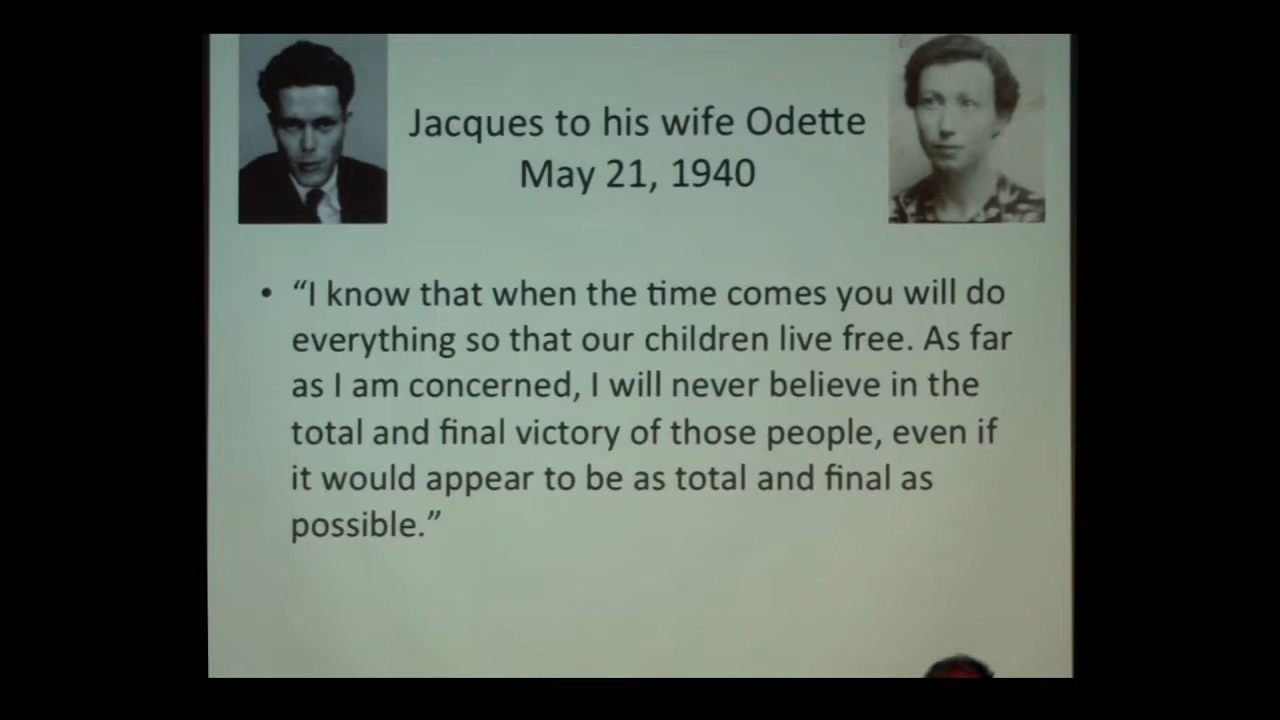 Jacques to his wife Odette
May 21, 1940
• “I know that when the time comes you will do
everything so that our children live free. As far
as I am concerned, I will never believe in the
total and final victory of those people, even if
it would appear to be as total and final as
possible.”